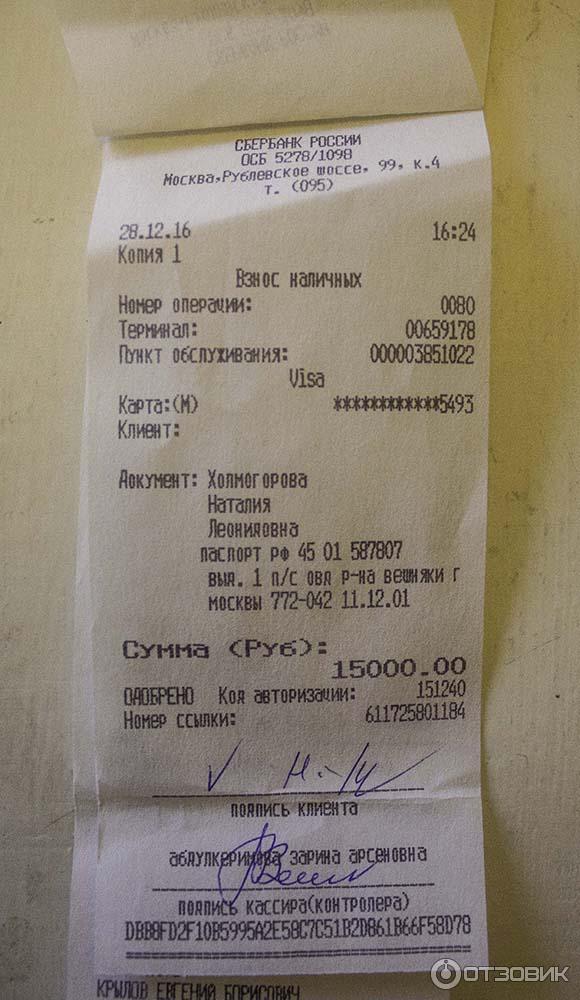 СБЕРБАНК РОССИИ
ОСБ 5278/1098
Москва,Рублевское шоссе, 99, к.4
т. (095)
28.12.16 16:24
Копия 1
Взнос наличных
Номер операции: 0080
Терминал: 00659178
Пункт обслуживания: 000003851022
Visa
Карта:(М) ************5493
Клиент:
Документ: Холмогорова
Наталия
Леонидовна
паспорт рф 45 01 587807
выд. 1 п/с овд р-на вешняки г
москвы 772-042 11.12.01
Сумма (Руб):
15000.00
ОДОБРЕНО Код авторизации: 151240
Номер ссылки: 611725801184
подпись клиента
абдулкеримова зарина арсеновна
подпись кассира(контролера)
DBB8FD2F10B5995A2E58C7C51B2D861B66F58D78
КРЫЛОВ ЕВГЕНИЙ БОРИСОВИЧ
ОТЗОВИК